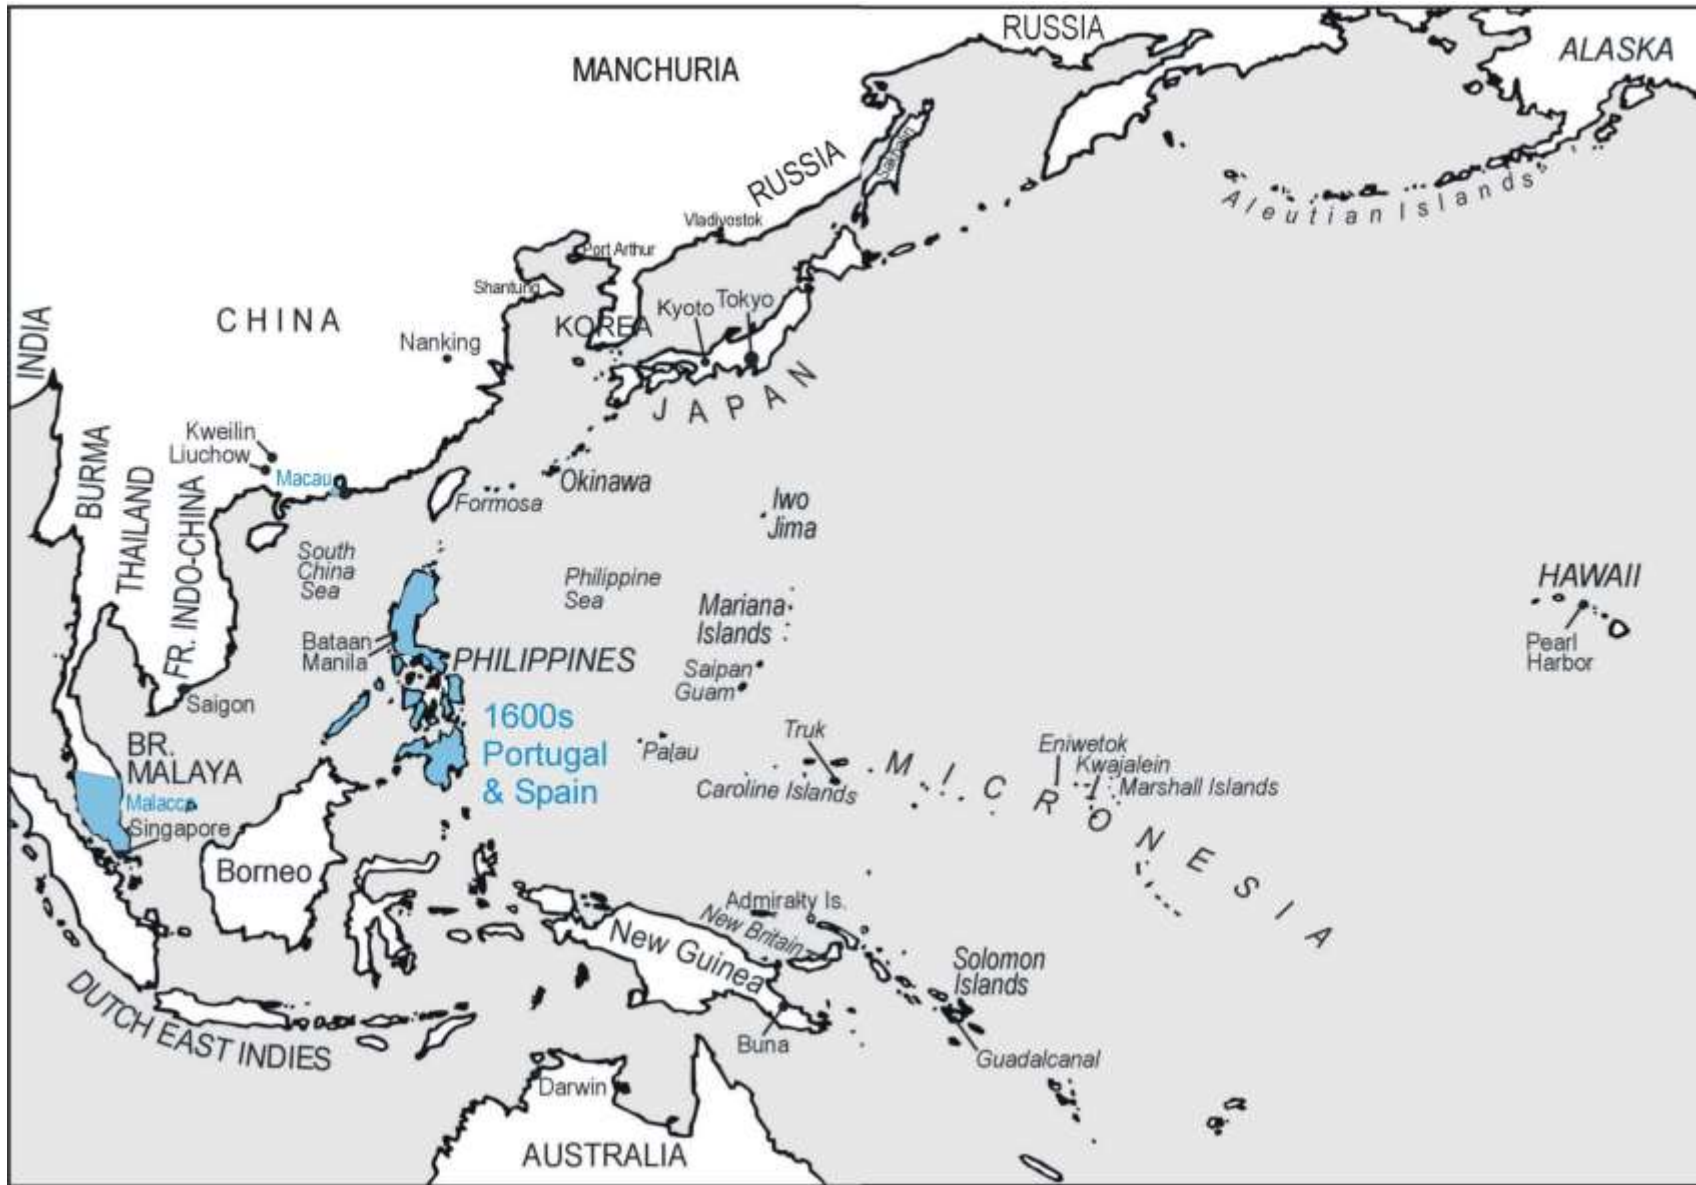 RUSSIA
ALASKA
MANCHURIA
RUSSIA
Sakhalin
Aleutian Islands
Vladivostok
Port Arthur
Shantung
CHINA
KOREA
Kyoto
Tokyo
INDIA
Nanking
JAPAN
Kweilin
Liuchow
Macau
BURMA
THAILAND
FR. INDO-CHINA
Formosa
Okinawa
Iwo
Jima
South
China
Sea
Philippine
Sea
Mariana
Islands
HAWAII
Bataan
Manila
PHILIPPINES
Saipan
Guam
Pearl
Harbor
Saigon
1600s
Portugal
& Spain
Palau
Truk
Caroline Islands
MICRONESIA
Eniwetok
Kwajalein
Marshall Islands
BR.
MALAYA
Malacca
Singapore
Borneo
Admiralty Is.
New Britain
New Guinea
Solomon
Islands
DUTCH EAST INDIES
Buna
Guadalcanal
Darwin
AUSTRALIA